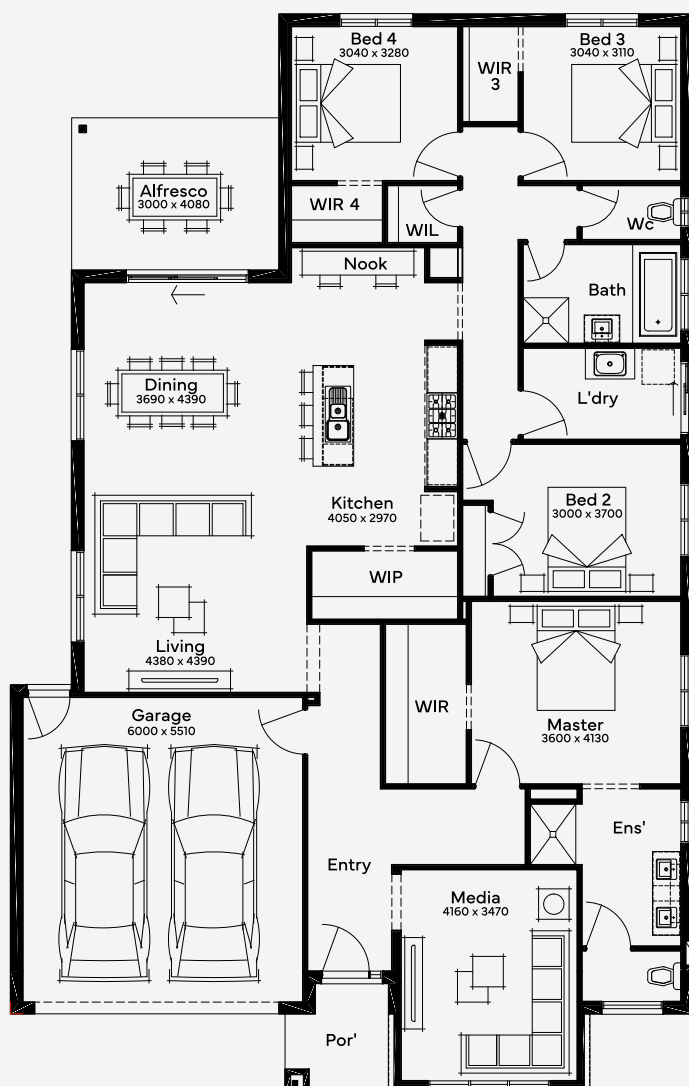 Bed 4
3040 x 3280
WIR
3
Bed 3
3040 x 3110
Alfresco
3000 x 4080
WIR 4
WIL
Wc
Nook
Bath
Dining
3690 x 4390
L'dry
Kitchen
4050 x 2970
Bed 2
3000 x 3700
WIP
Living
4380 x 4390
WIR
Garage
6000 x 5510
Master
3600 x 4130
Ens'
Entry
Media
4160 x 3470
Por'